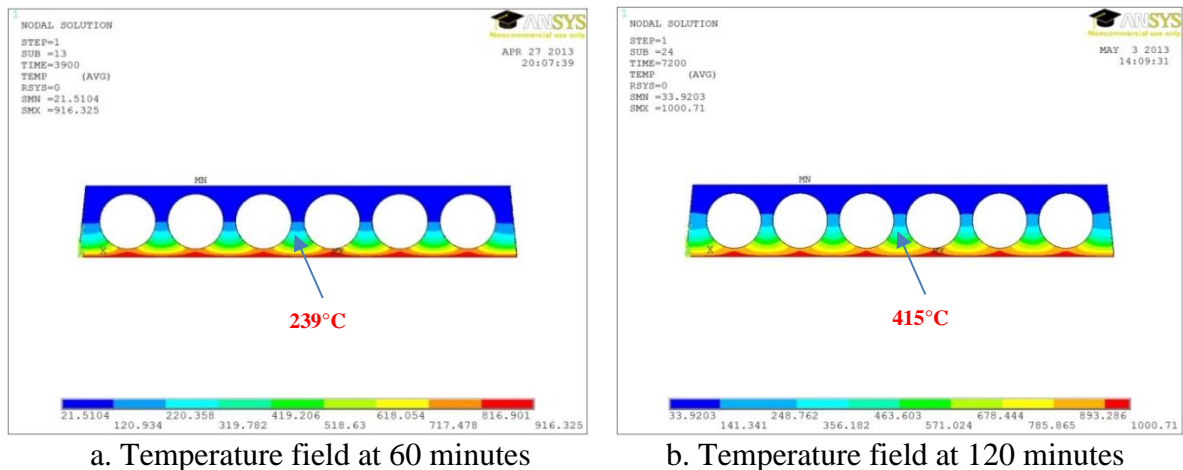 1
NODAL SOLUTION
STEP=1
SUB =13
TIME=3900
TEMP (AVG)
RSYS=0
SMN =21.5104
SMX =916.325
ANSYS
Noncommercial use only
APR 27 2013
20:07:39
MN
X
239°C
21.5104 220.358 419.206 618.054 816.901
120.934 319.782 518.63 717.478 916.325
a. Temperature field at 60 minutes
1
NODAL SOLUTION
STEP=1
SUB =24
TIME=7200
TEMP (AVG)
RSYS=0
SMN =33.9203
SMX =1000.71
ANSYS
Noncommercial use only
MAY 3 2013
14:09:31
MN
X
415°C
33.9203 248.762 463.603 678.444 893.286
141.341 356.182 571.024 785.865 1000.71
b. Temperature field at 120 minutes